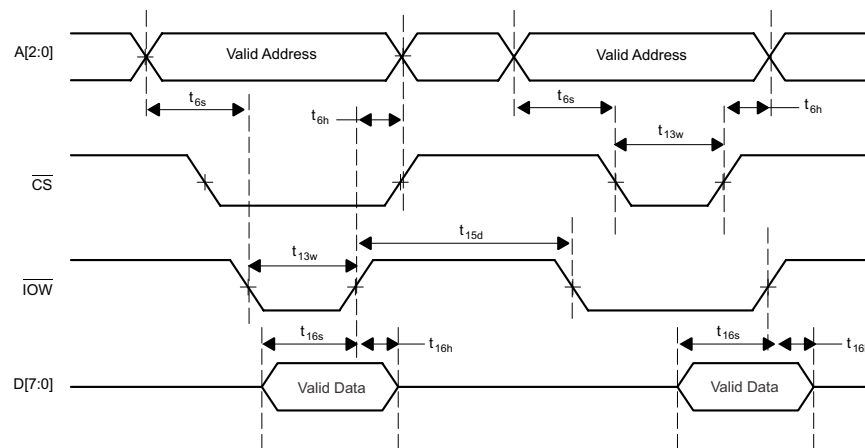 A[2:0]
Valid Address
Valid Address
t6s
t6h
t6s
t13w
t6h
CS
t13w
t15d
IOW
t16s
t16h
t16s
D[7:0]
Valid Data
Valid Data